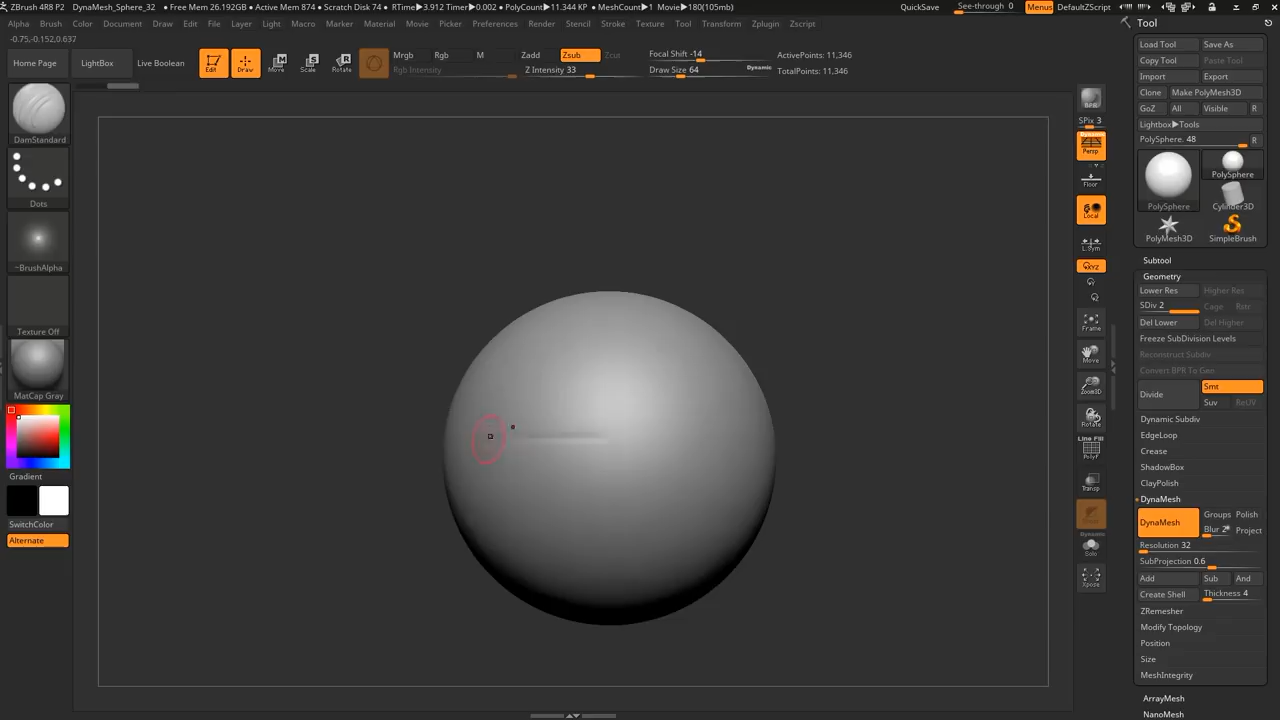 ZBrush 4R8 P2 DynaMesh_Sphere_32 • Free Mem 26.192GB • Active Mem 874 • Scratch Disk 74 • RTime▶3.912 Timer▶0.002 • PolyCount▶11.344 KP • MeshCount▶1 Movie▶180(105mb) QuickSave See-through 0 Menus DefaultZScript
Alpha Brush Color Document Draw Edit File Layer Light Macro Marker Material Movie Picker Preferences Render Stencil Stroke Texture Tool Transform Zplugin Zscript
-0.75,-0.152,0.637
Home Page LightBox Live Boolean
Edit Draw Move Scale Rotate
Mrgb Rgb M
Rgb Intensity
Zadd Zsub Zcut
Z Intensity 33
Focal Shift -14
Draw Size 64 Dynamic
ActivePoints: 11,346
TotalPoints: 11,346
DamStandard
Dots
~BrushAlpha
Texture Off
MatCap Gray
Gradient
SwitchColor
Alternate
BPR
SPix 3
Dynamic
Persp
Floor
Local
L.Sym
XYZ
Frame
Move
Zoom3D
Rotate
Line Fill
PolyF
Transp
Dynamic
Solo
Xpose
Tool
Load Tool Save As
Copy Tool Paste Tool
Import Export
Clone Make PolyMesh3D
GoZ All Visible R
Lightbox▶Tools
PolySphere. 48 R
PolySphere PolySphere
Cylinder3D
PolyMesh3D SimpleBrush
Subtool
Geometry
Lower Res Higher Res
SDiv 2 Cage Rstr
Del Lower Del Higher
Freeze SubDivision Levels
Reconstruct Subdiv
Convert BPR To Geo
Divide Smt
Suv ReUV
Dynamic Subdiv
EdgeLoop
Crease
ShadowBox
ClayPolish
DynaMesh
DynaMesh Groups Polish
Blur 2 Project
Resolution 32
SubProjection 0.6
Add Sub And
Create Shell Thickness 4
ZRemesher
Modify Topology
Position
Size
MeshIntegrity
ArrayMesh
NanoMesh